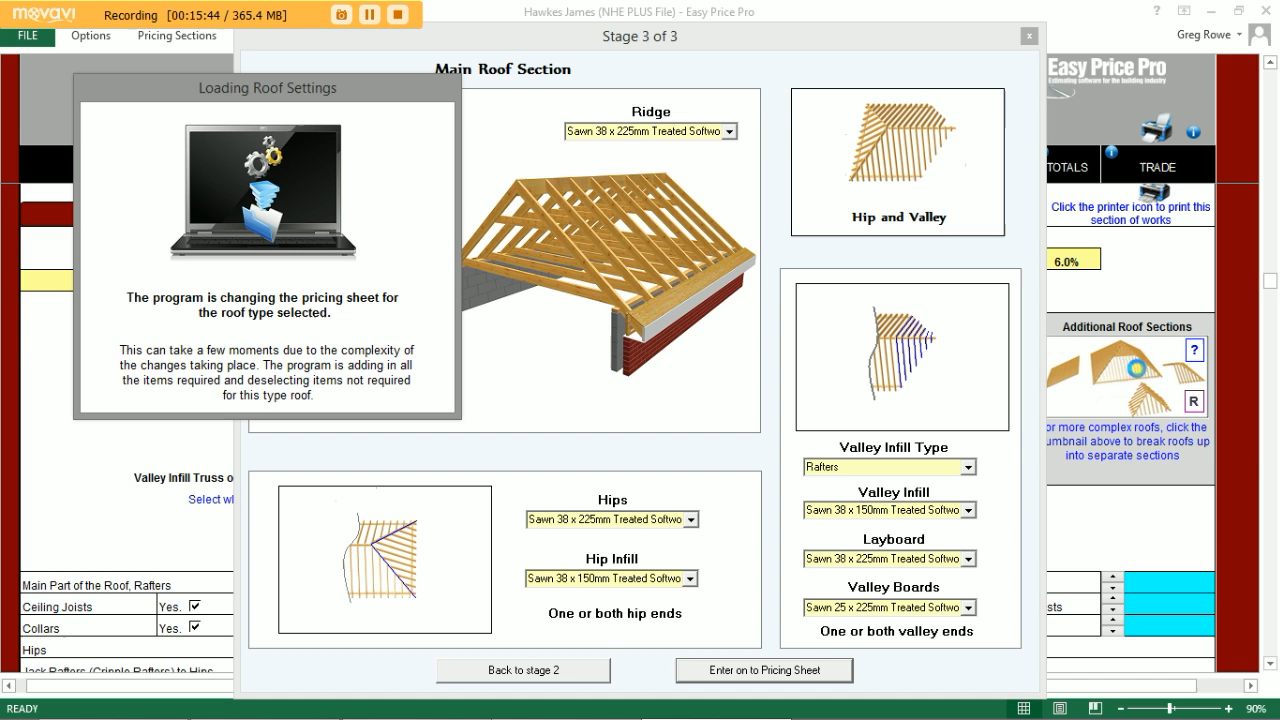 movavi
Recording (00:15:44 / 365.4 MB)
Hawkes James (NHE PLUS File) - Easy Price Pro
?
FILE
Options
Pricing Sections
Stage 3 of 3
x
Greg Rowe
Main Roof Section
Loading Roof Settings
The program is changing the pricing sheet for
the roof type selected.
This can take a few moments due to the complexity of
the changes taking place. The program is adding in all
the items required and deselecting items not required
for this type roof.
Ridge
Sawn 38 x 225mm Treated Softwo
Hip and Valley
Easy Price Pro
Estimating software for the building industry
TOTALS
TRADE
Click the printer icon to print this
section of works
6.0%
Additional Roof Sections
?
R
or more complex roofs, click the
umbnail above to break roofs up
into separate sections
Valley Infill Type
Rafters
Valley Infill
Sawn 38 x 150mm Treated Softwo
Layboard
Sawn 38 x 225mm Treated Softwo
Valley Boards
Sawn 25 x 225mm Treated Softwo
One or both valley ends
Valley Infill Truss o
Select wh
Hips
Sawn 38 x 225mm Treated Softwo
Hip Infill
Sawn 38 x 150mm Treated Softwo
One or both hip ends
Main Part of the Roof, Rafters
Ceiling Joists Yes.
Collars Yes.
Hips
Jack Rafters (Cripple Rafters) to Hips
sts
Back to stage 2
Enter on to Pricing Sheet
READY
90%